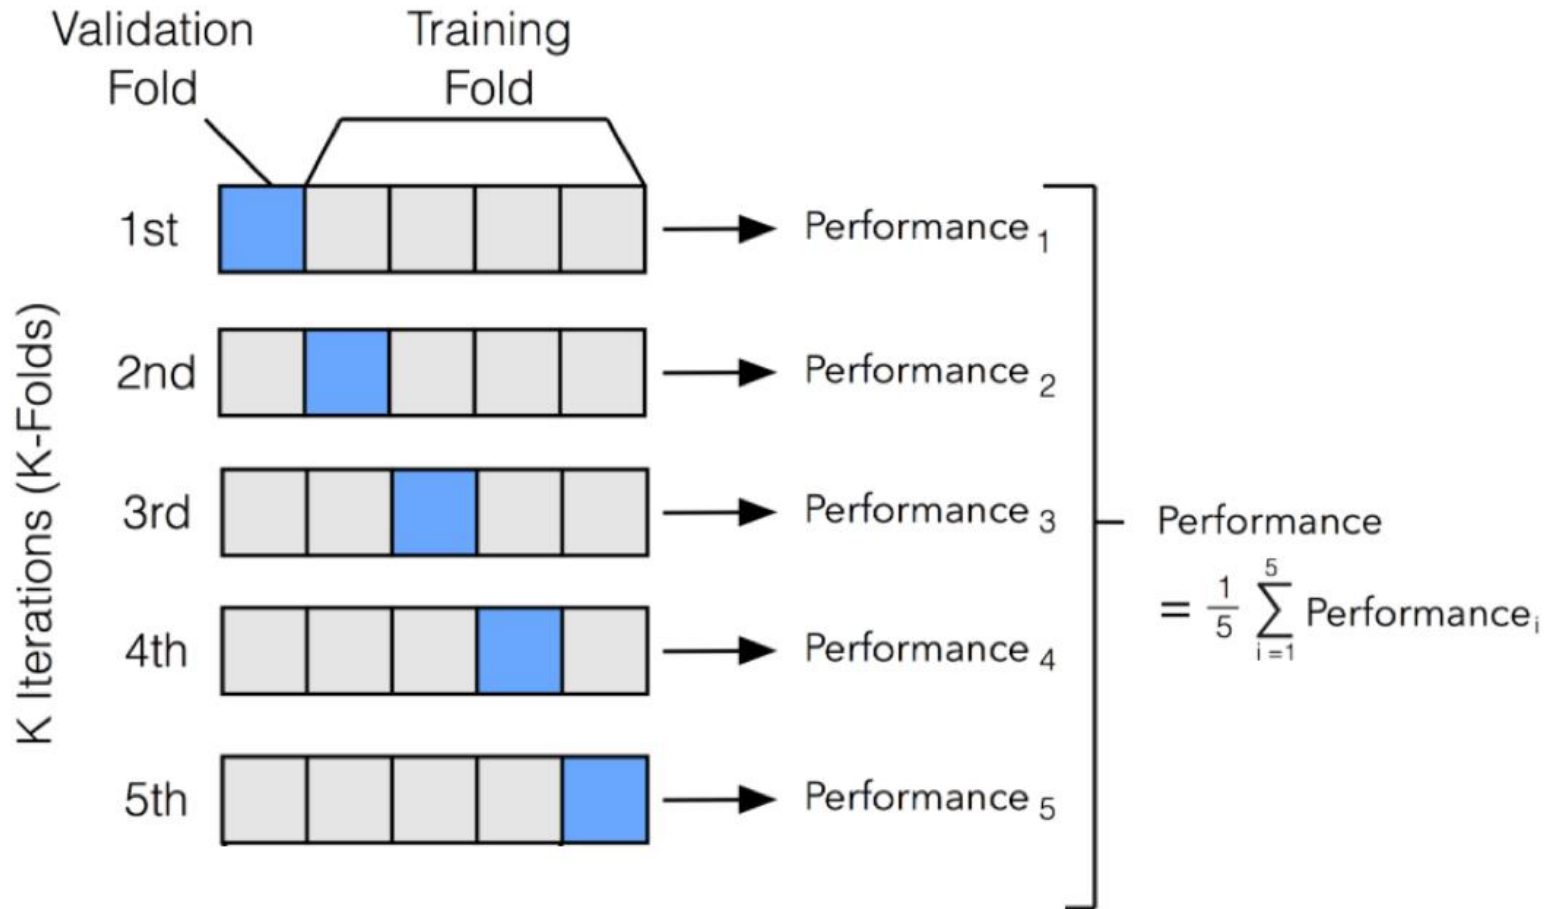 Validation
Fold
Training
Fold
K Iterations (K-Folds)
1st
Performance 1
2nd
Performance 2
3rd
Performance 3
4th
Performance 4
5th
Performance 5
Performance
= 1/5 5∑i=1 Performancei